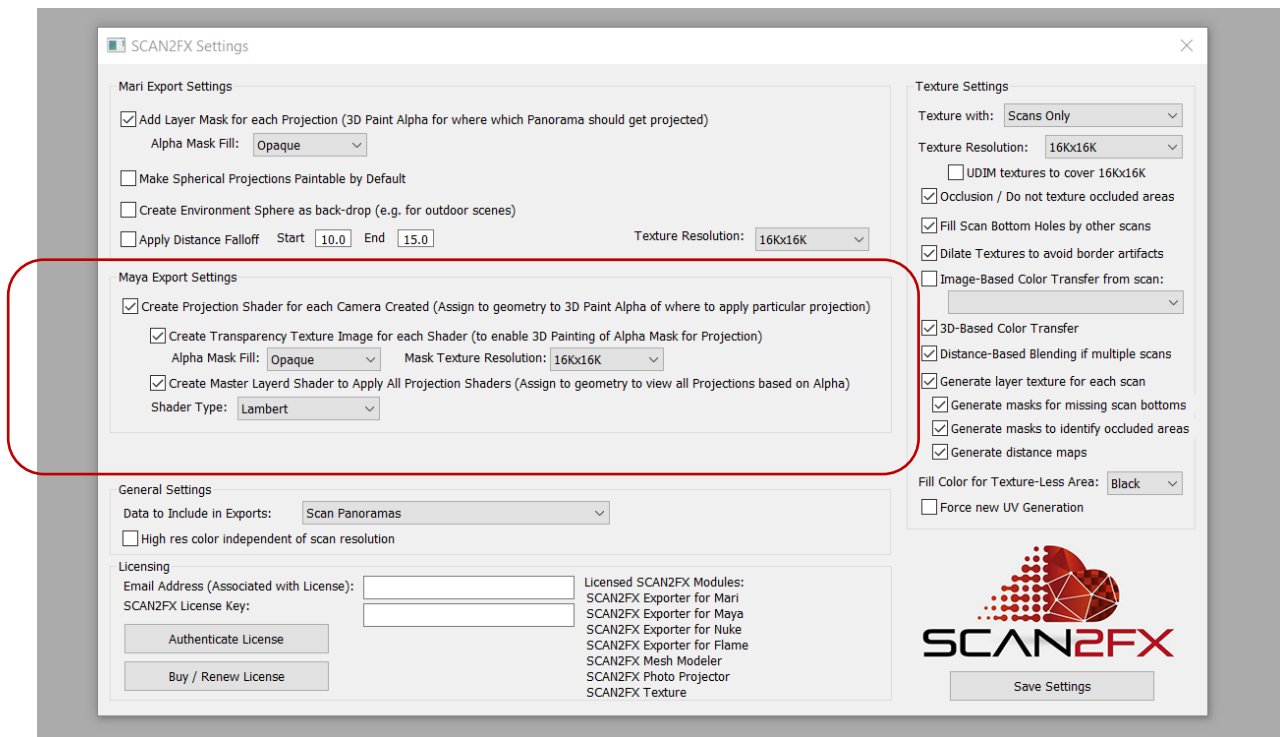 SCAN2FX Settings
Mari Export Settings
Add Layer Mask for each Projection (3D Paint Alpha for where which Panorama should get projected)
Alpha Mask Fill: Opaque
Make Spherical Projections Paintable by Default
Create Environment Sphere as back-drop (e.g. for outdoor scenes)
Apply Distance Falloff Start 10.0 End 15.0 Texture Resolution: 16Kx16K
Maya Export Settings
Create Projection Shader for each Camera Created (Assign to geometry to 3D Paint Alpha of where to apply particular projection)
Create Transparency Texture Image for each Shader (to enable 3D Painting of Alpha Mask for Projection)
Alpha Mask Fill: Opaque Mask Texture Resolution: 16Kx16K
Create Master Layerd Shader to Apply All Projection Shaders (Assign to geometry to view all Projections based on Alpha)
Shader Type: Lambert
General Settings
Data to Include in Exports: Scan Panoramas
High res color independent of scan resolution
Licensing
Email Address (Associated with License):
SCAN2FX License Key:
Authenticate License
Buy / Renew License
Licensed SCAN2FX Modules:
SCAN2FX Exporter for Mari
SCAN2FX Exporter for Maya
SCAN2FX Exporter for Nuke
SCAN2FX Exporter for Flame
SCAN2FX Mesh Modeler
SCAN2FX Photo Projector
SCAN2FX Texture
Texture Settings
Texture with: Scans Only
Texture Resolution: 16Kx16K
UDIM textures to cover 16Kx16K
Occlusion / Do not texture occluded areas
Fill Scan Bottom Holes by other scans
Dilate Textures to avoid border artifacts
Image-Based Color Transfer from scan:
3D-Based Color Transfer
Distance-Based Blending if multiple scans
Generate layer texture for each scan
Generate masks for missing scan bottoms
Generate masks to identify occluded areas
Generate distance maps
Fill Color for Texture-Less Area: Black
Force new UV Generation
SCAN2FX
Save Settings